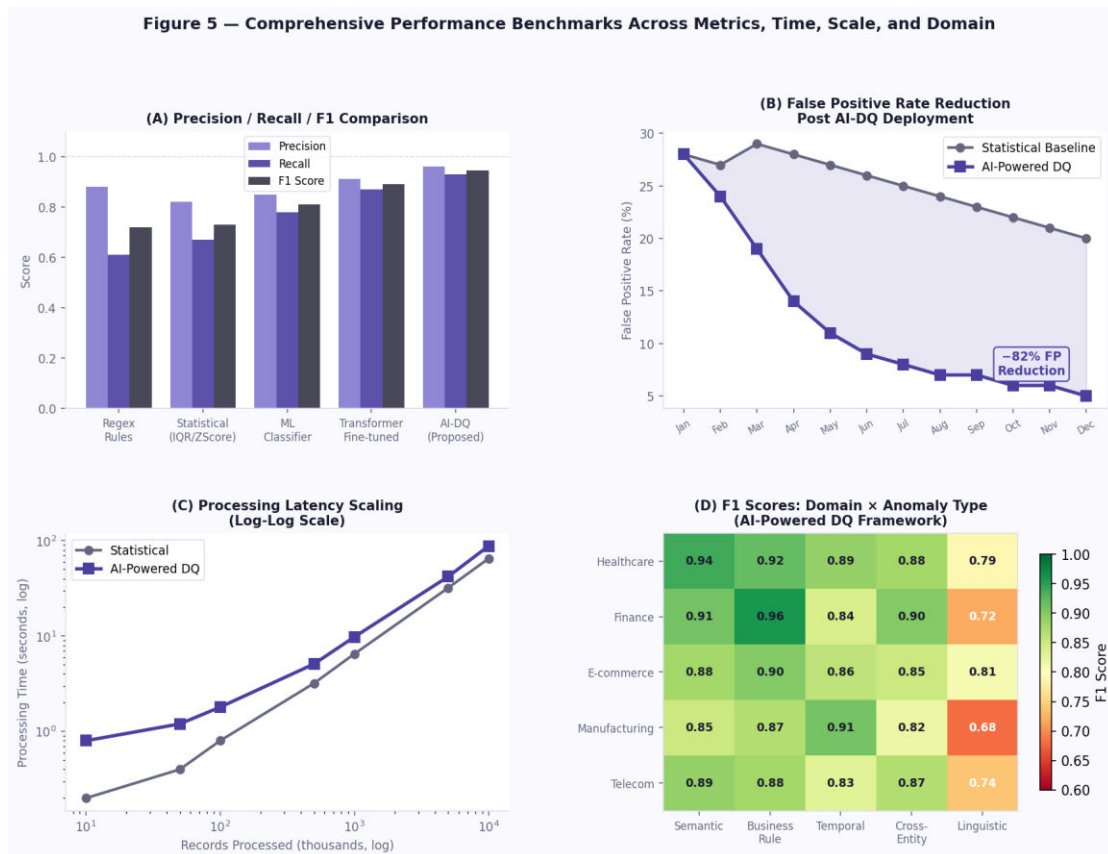 Figure 5 — Comprehensive Performance Benchmarks Across Metrics, Time, Scale, and Domain
(A) Precision / Recall / F1 Comparison
Precision
Recall
F1 Score
1.0
0.8
0.6
0.4
0.2
0.0
Score
Regex
Rules
Statistical
(IQR/ZScore)
ML
Classifier
Transformer
Fine-tuned
AI-DQ
(Proposed)
(B) False Positive Rate Reduction
Post AI-DQ Deployment
Statistical Baseline
AI-Powered DQ
30
25
20
15
10
5
False Positive Rate (%)
−82% FP
Reduction
Jan
Feb
Mar
Apr
May
Jun
Jul
Aug
Sep
Oct
Nov
Dec
(C) Processing Latency Scaling
(Log-Log Scale)
Statistical
AI-Powered DQ
10²
10¹
10⁰
Processing Time (seconds, log)
10¹
10²
10³
10⁴
Records Processed (thousands, log)
(D) F1 Scores: Domain × Anomaly Type
(AI-Powered DQ Framework)
Healthcare 0.94 0.92 0.89 0.88 0.79
Finance 0.91 0.96 0.84 0.90 0.72
E-commerce 0.88 0.90 0.86 0.85 0.81
Manufacturing 0.85 0.87 0.91 0.82 0.68
Telecom 0.89 0.88 0.83 0.87 0.74
Semantic
Business
Rule
Temporal
Cross-
Entity
Linguistic
1.00
0.95
0.90
0.85
0.80
0.75
0.70
0.65
0.60
F1 Score